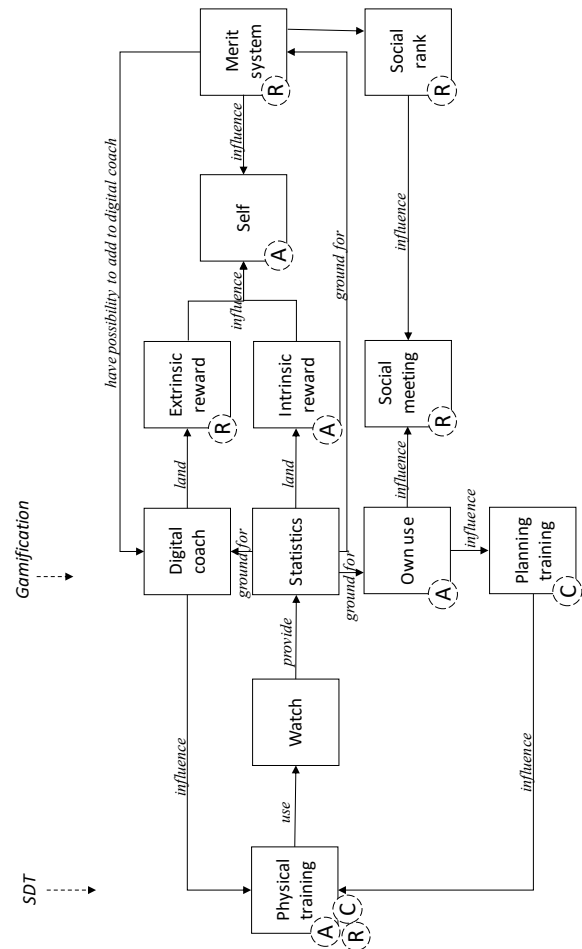 SDT
Gamification
have possibility to add to digital coach
influence
Digital
coach
land
Extrinsic
reward
R
influence
Self
A
influence
Merit
system
R
ground for
Physical
training
A
C
R
use
Watch
provide
Statistics
land
Intrinsic
reward
A
ground for
ground for
Own use
A
influence
Social
meeting
R
influence
Social
rank
R
influence
Planning
training
C
influence